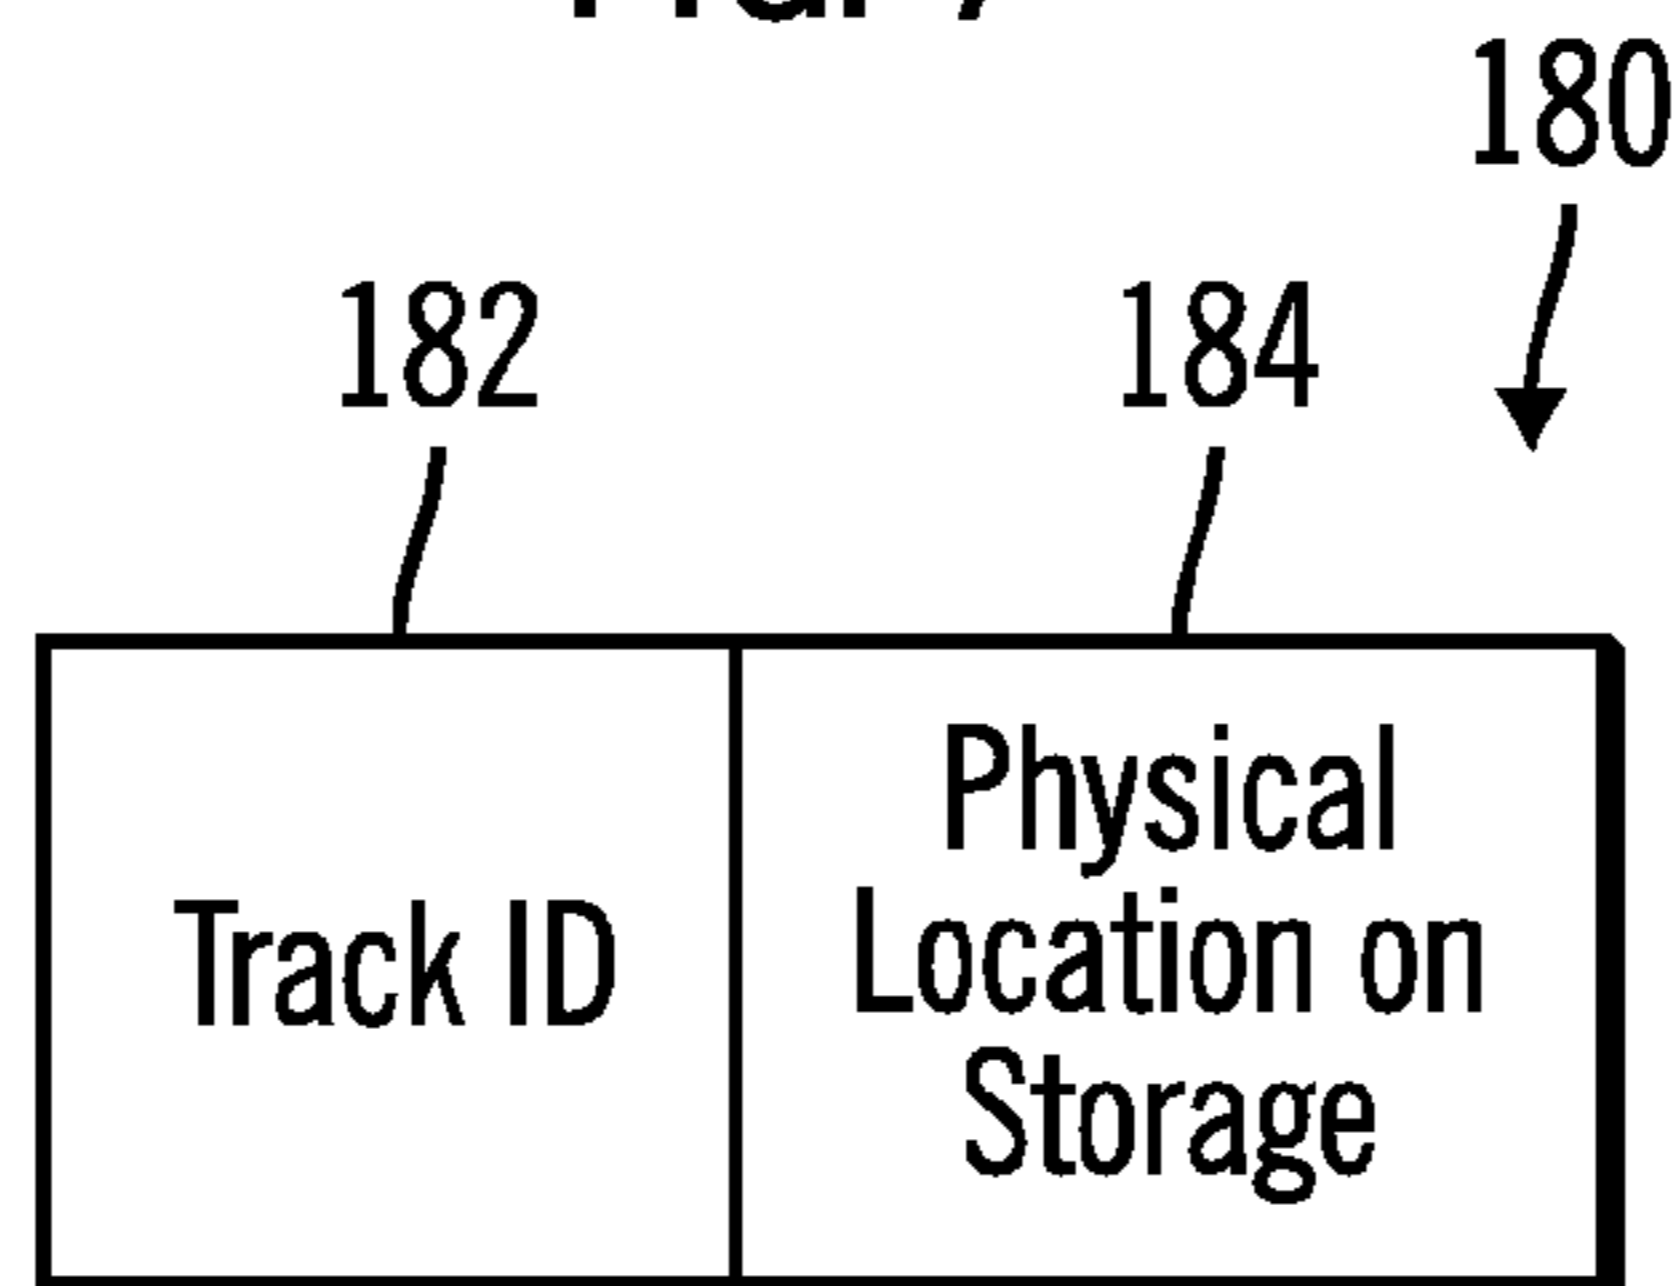 180
182 184
Track ID
Physical
Location on
Storage